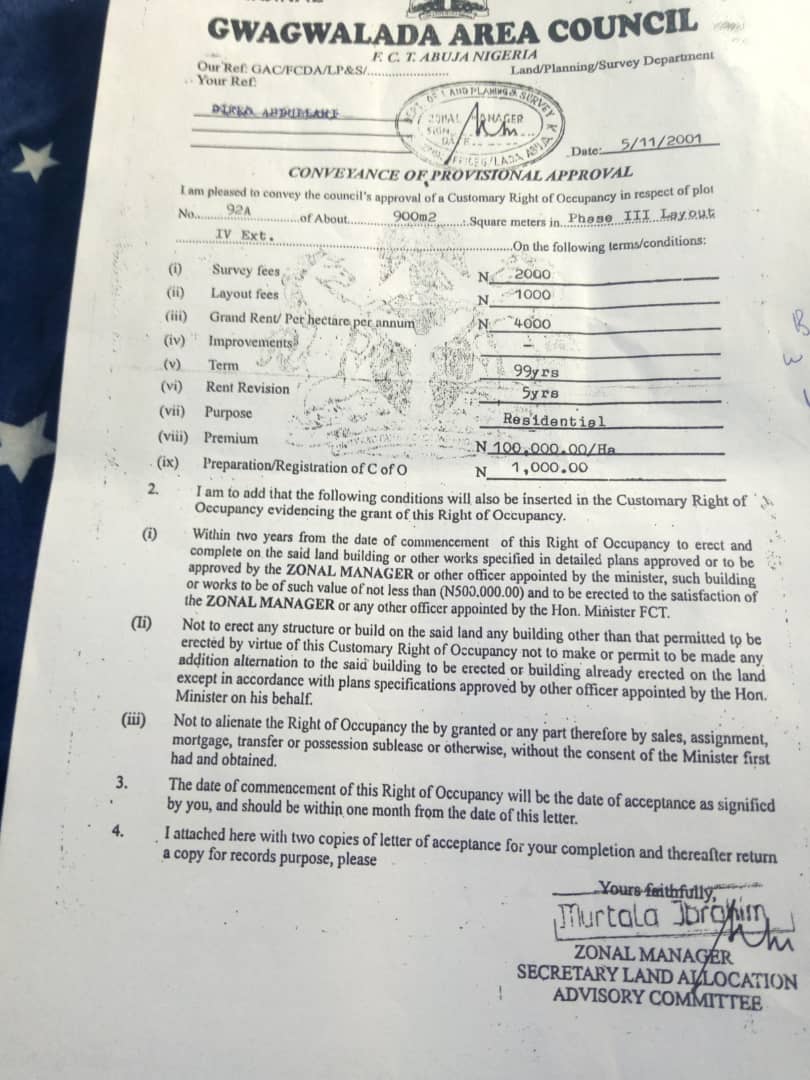 GWAGWALADA AREA COUNCIL
F. C. T. ABUJA NIGERIA
Our Ref: GAC/FCDA/LP&S/........................
Land/Planning/Survey Department
Your Ref:
DEPT. OF LAND PLANING & SURVEY
ZONAL MANAGER
SIGN
Date: 5/11/2001
CONVEYANCE OF PROVISIONAL APPROVAL
I am pleased to convey the council's approval of a Customary Right of Occupancy in respect of plot
No. 92A of About 900m2 Square meters in Phase III Layout
IV Ext. On the following terms/conditions:
(i) Survey fees N 2000
(ii) Layout fees N 1000
(iii) Grand Rent/ Per hectare per annum N 4000
(iv) Improvements -
(v) Term 99yrs
(vi) Rent Revision 5yrs
(vii) Purpose Residential
(viii) Premium N 100,000.00/Ha
(ix) Preparation/Registration of C of O N 1,000.00
2. I am to add that the following conditions will also be inserted in the Customary Right of
Occupancy evidencing the grant of this Right of Occupancy.
(i) Within two years from the date of commencement of this Right of Occupancy to erect and
complete on the said land building or other works specified in detailed plans approved or to be
approved by the ZONAL MANAGER or other officer appointed by the minister, such building
or works to be of such value of not less than (N500.000.00) and to be erected to the satisfaction of
the ZONAL MANAGER or any other officer appointed by the Hon. Minister FCT.
(Ii) Not to erect any structure or build on the said land any building other than that permitted to be
erected by virtue of this Customary Right of Occupancy not to make or permit to be made any
addition alternation to the said building to be erected or building already erected on the land
except in accordance with plans specifications approved by other officer appointed by the Hon.
Minister on his behalf.
(iii) Not to alienate the Right of Occupancy the by granted or any part therefore by sales, assignment,
mortgage, transfer or possession sublease or otherwise, without the consent of the Minister first
had and obtained.
3. The date of commencement of this Right of Occupancy will be the date of acceptance as signified
by you, and should be within one month from the date of this letter.
4. I attached here with two copies of letter of acceptance for your completion and thereafter return
a copy for records purpose, please
Yours faithfully,
Murtala Ibrahim
ZONAL MANAGER
SECRETARY LAND ALLOCATION
ADVISORY COMMITTEE